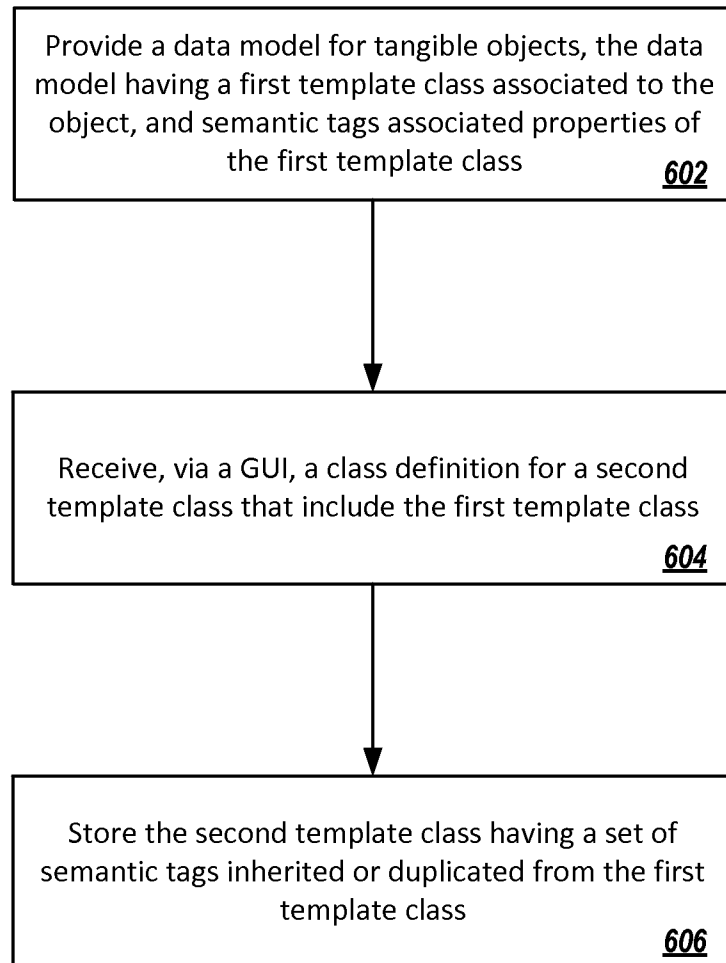 Provide a data model for tangible objects, the data
model having a first template class associated to the
object, and semantic tags associated properties of
the first template class
602
Receive, via a GUI, a class definition for a second
template class that include the first template class
604
Store the second template class having a set of
semantic tags inherited or duplicated from the first
template class
606